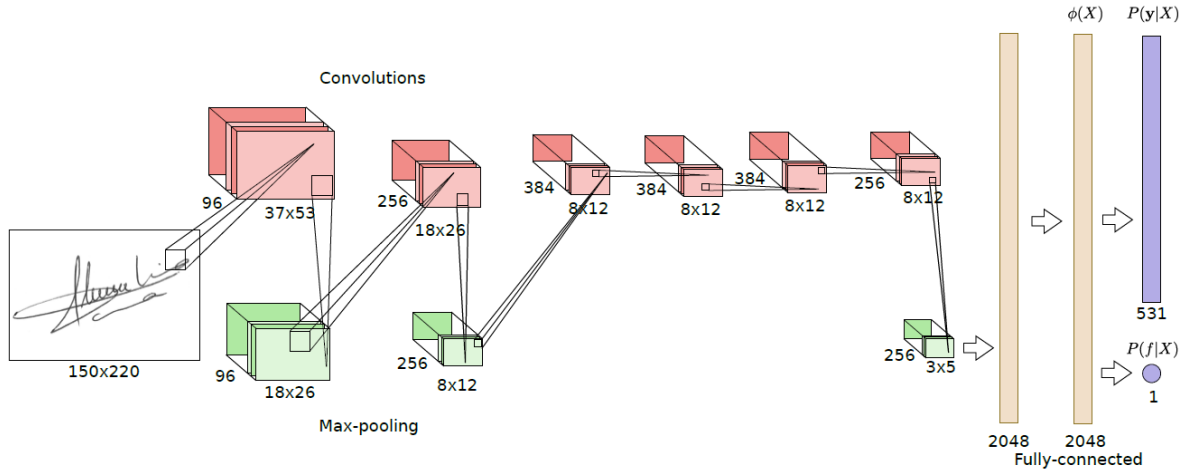 ϕ(X) P(y|X)
Convolutions
96
37x53
256
18x26
384
8x12
384
8x12
384
8x12
256
8x12
150x220
96
18x26
256
8x12
256
3x5
531
P(f|X)
1
Max-pooling
2048 2048
Fully-connected